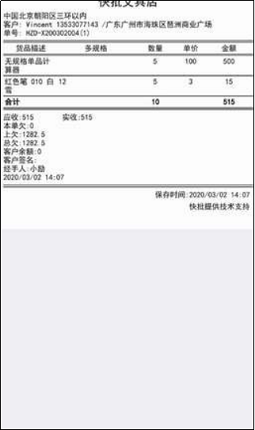 快批文具店
中国北京朝阳区三环以内
客户: Vincent 13533077143 /广东广州市海珠区琶洲商业广场
单号: HZD-X200302004(1)
货品描述 多规格 数量 单价 金额
无规格单品计 5 100 500
算器
红色笔 010 白 12 5 3 15
雪
合计 10 515
应收:515 实收:515
本单欠:0
上欠:1282.5
总欠:1282.5
客户余额:0
客户签名:
经手人:小励
2020/03/02 14:07
保存时间:2020/03/02 14:07
快批提供技术支持